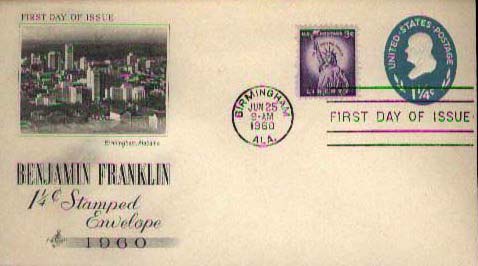 FIRST DAY OF ISSUE
Birmingham, Alabama
BENJAMIN FRANKLIN
1¼¢ Stamped
Envelope
1960
U.S. POSTAGE 3¢
LIBERTY
BIRMINGHAM
JUN 25
9-AM
1960
ALA.
UNITED·STATES·POSTAGE
1¼¢
FIRST DAY OF ISSUE